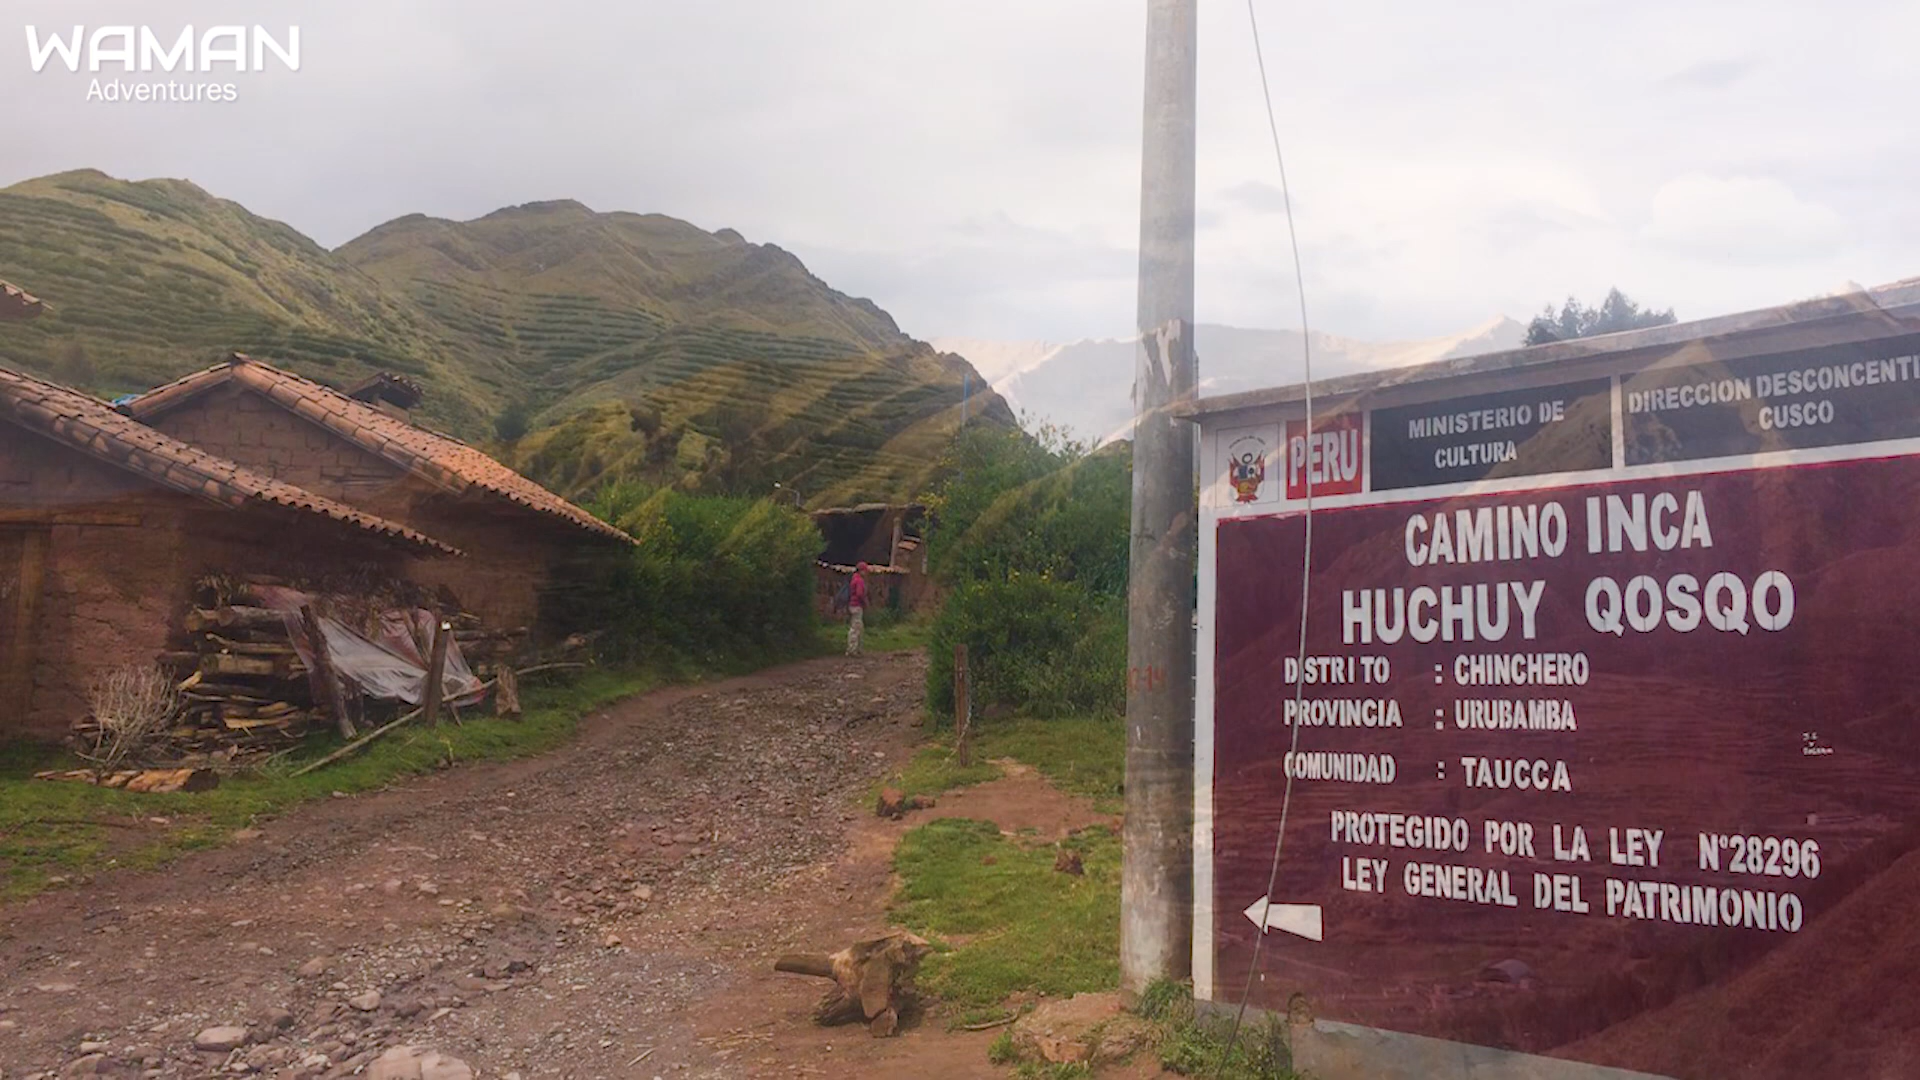 WAMAN
Adventures
PERU
MINISTERIO DE
CULTURA
DIRECCION DESCONCENTI
CUSCO
CAMINO INCA
HUCHUY QOSQO
DISTRITO : CHINCHERO
PROVINCIA : URUBAMBA
COMUNIDAD : TAUCCA
PROTEGIDO POR LA LEY N°28296
LEY GENERAL DEL PATRIMONIO